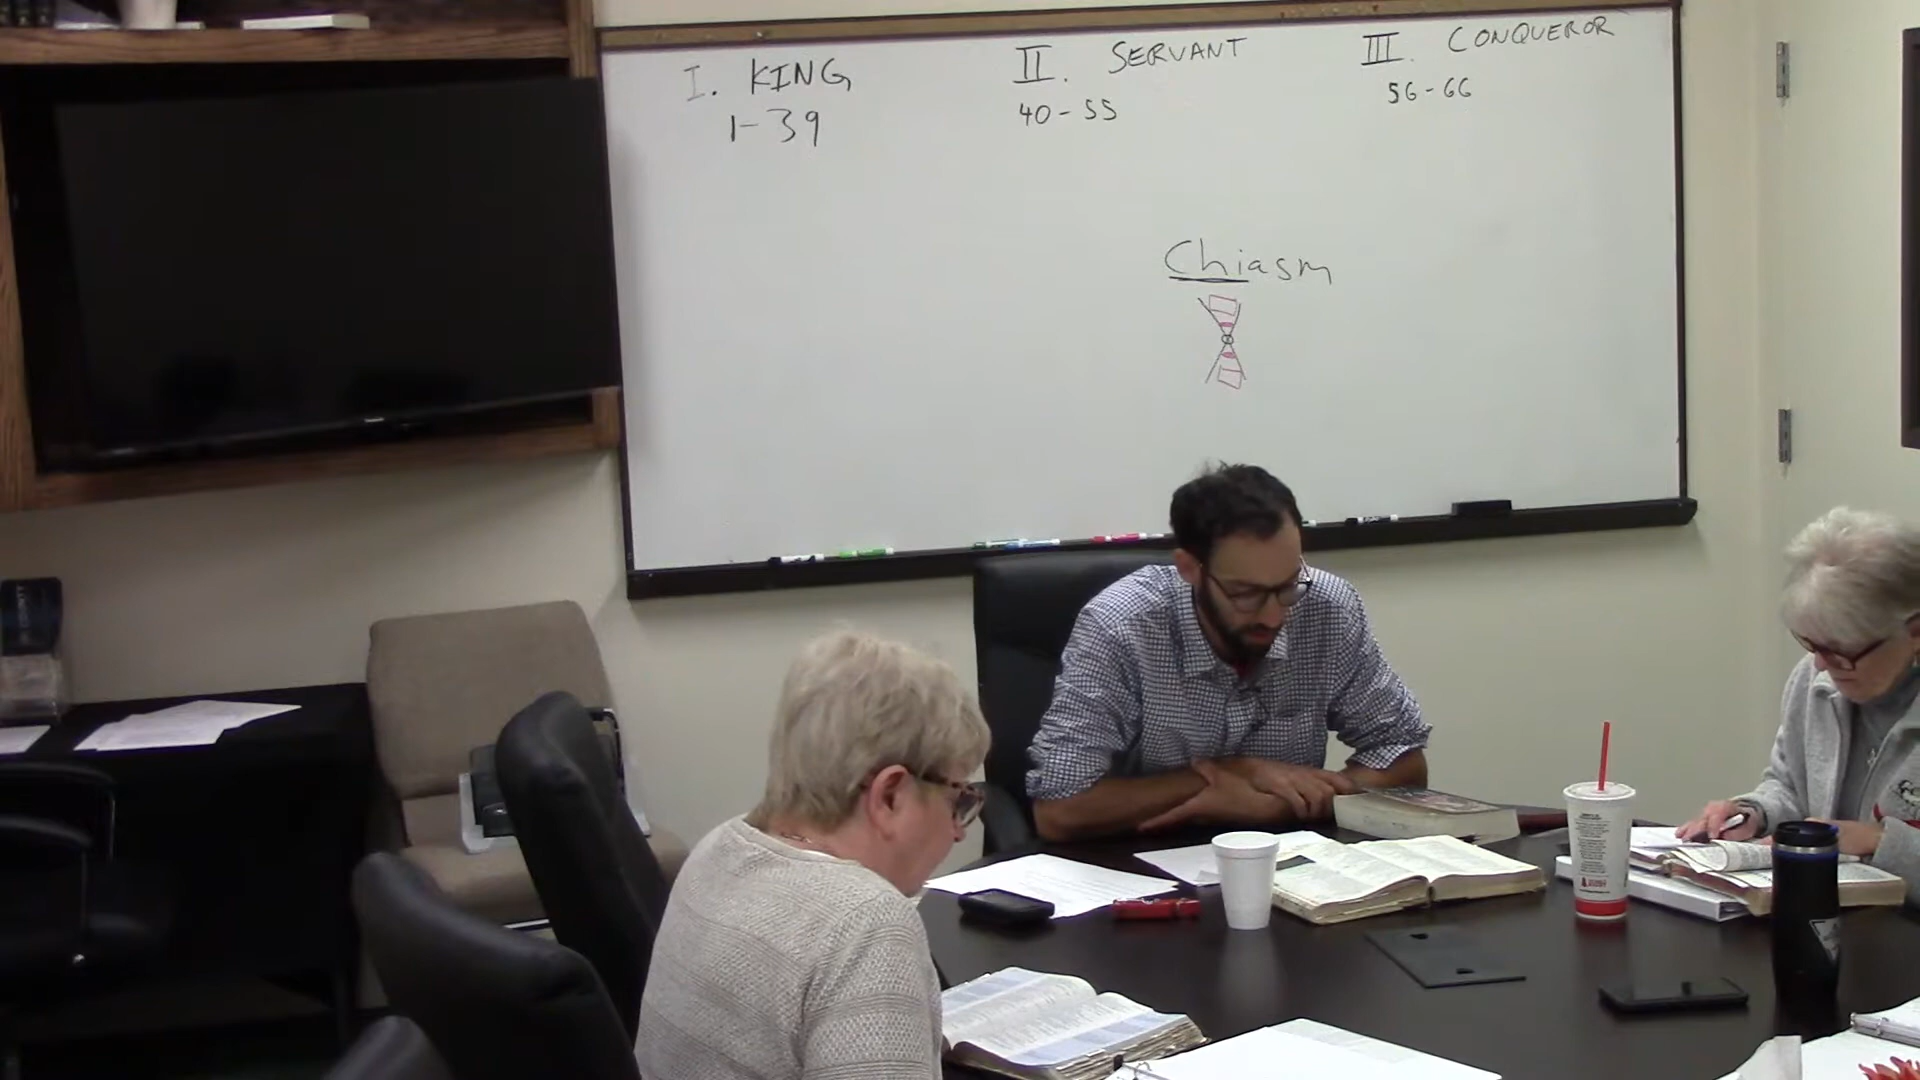 I. KING
1-39
II. SERVANT
40-55
III. CONQUEROR
56-66
Chiasm